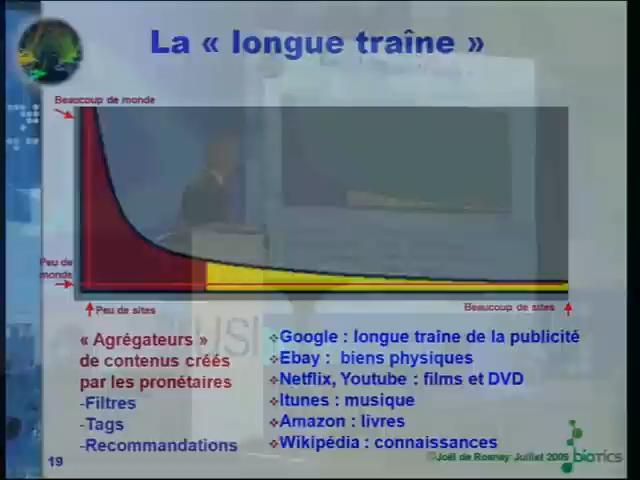 La « longue traîne »
Beaucoup de monde
Peu de
monde
Peu de sites
Beaucoup de sites
« Agrégateurs »
de contenus créés
par les pronétaires
-Filtres
-Tags
-Recommandations
Google : longue traîne de la publicité
Ebay : biens physiques
Netflix, Youtube : films et DVD
Itunes : musique
Amazon : livres
Wikipédia : connaissances
19
©Joël de Rosnay Juillet 2009
biotics